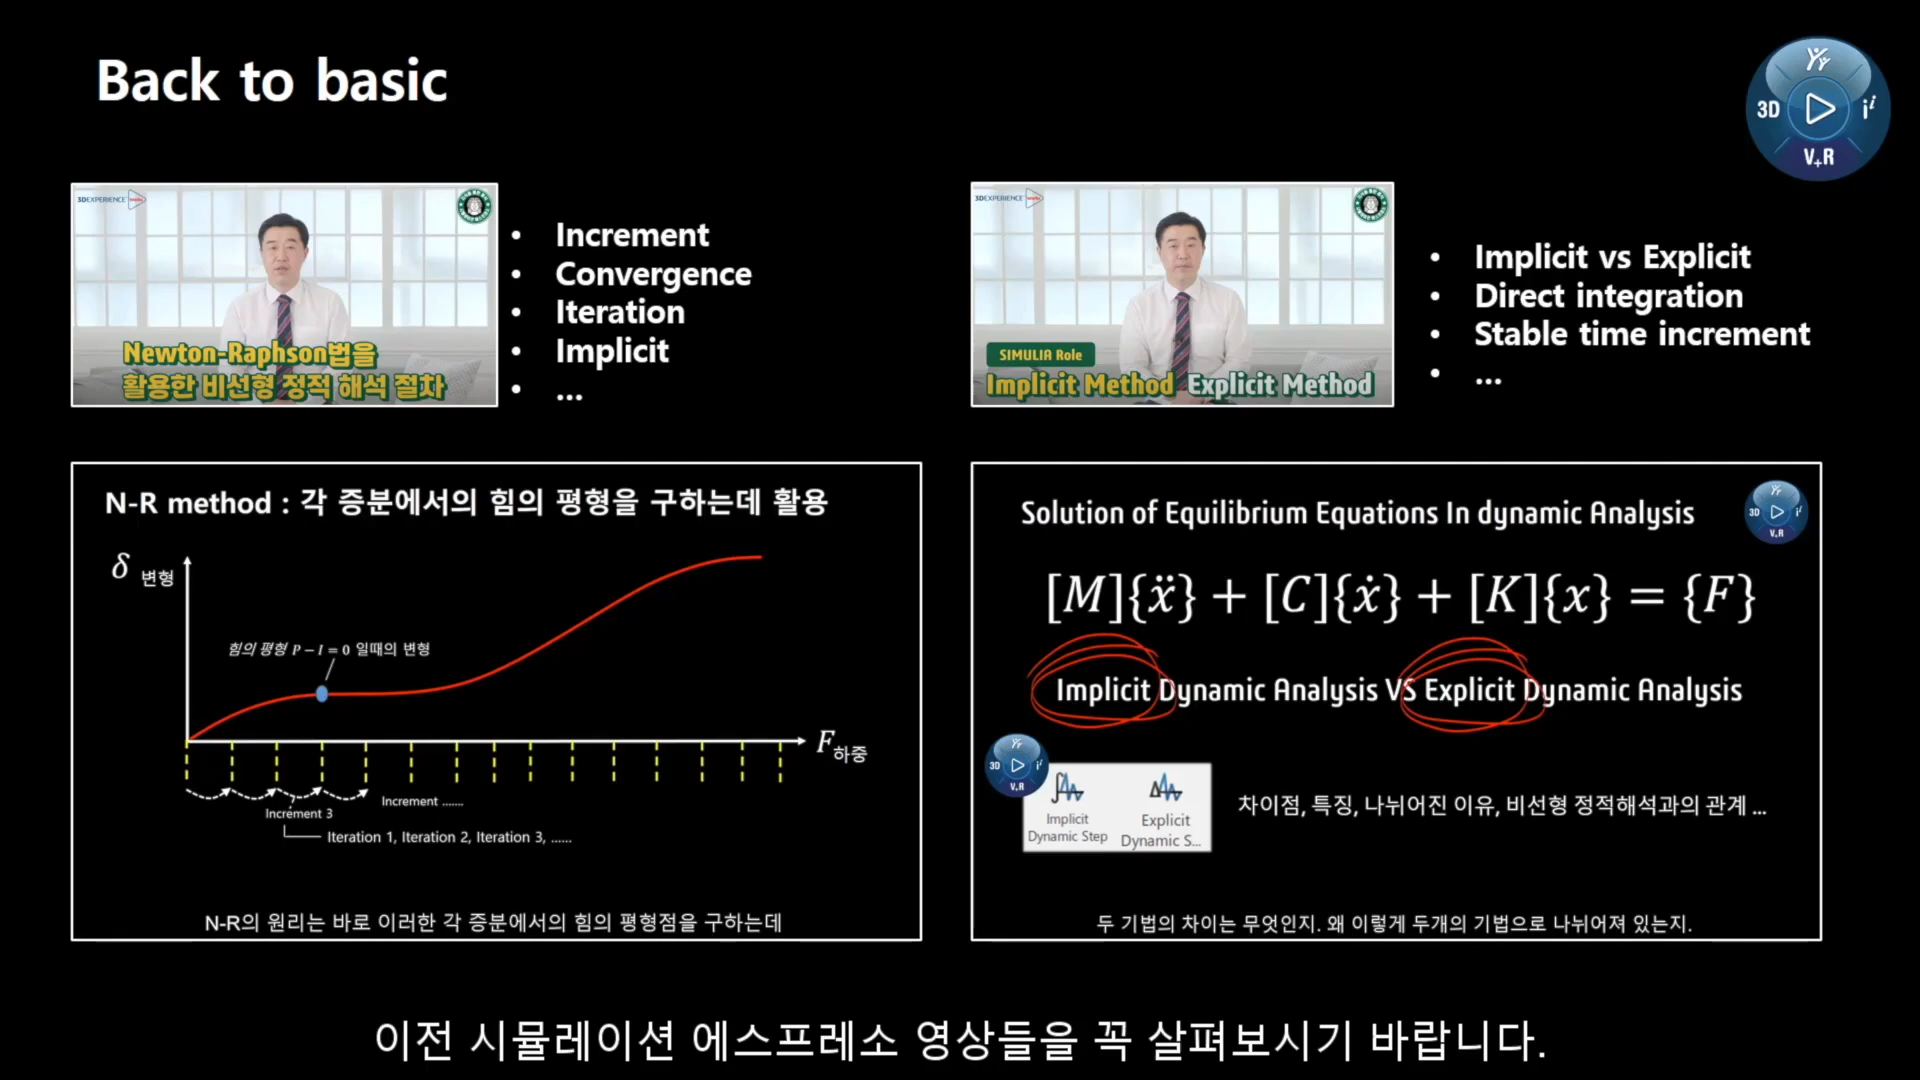 Back to basic
3D
V+R
3DEXPERIENCE
Newton-Raphson법을
활용한 비선형 정적 해석 절차
• Increment
• Convergence
• Iteration
• Implicit
• ...
3DEXPERIENCE
SIMULIA Role
Implicit Method Explicit Method
• Implicit vs Explicit
• Direct integration
• Stable time increment
• ...
N-R method : 각 증분에서의 힘의 평형을 구하는데 활용
δ 변형
힘의 평형 P − I = 0 일때의 변형
F 하중
Increment 3
Increment .......
Iteration 1, Iteration 2, Iteration 3, ......
N-R의 원리는 바로 이러한 각 증분에서의 힘의 평형점을 구하는데
Solution of Equilibrium Equations In dynamic Analysis
3D
V,R
[M]{ẍ} + [C]{ẋ} + [K]{x} = {F}
Implicit Dynamic Analysis VS Explicit Dynamic Analysis
3D
V,R
Implicit
Dynamic Step
Explicit
Dynamic S...
차이점, 특징, 나뉘어진 이유, 비선형 정적해석과의 관계 ...
두 기법의 차이는 무엇인지. 왜 이렇게 두개의 기법으로 나뉘어져 있는지.
이전 시뮬레이션 에스프레소 영상들을 꼭 살펴보시기 바랍니다.